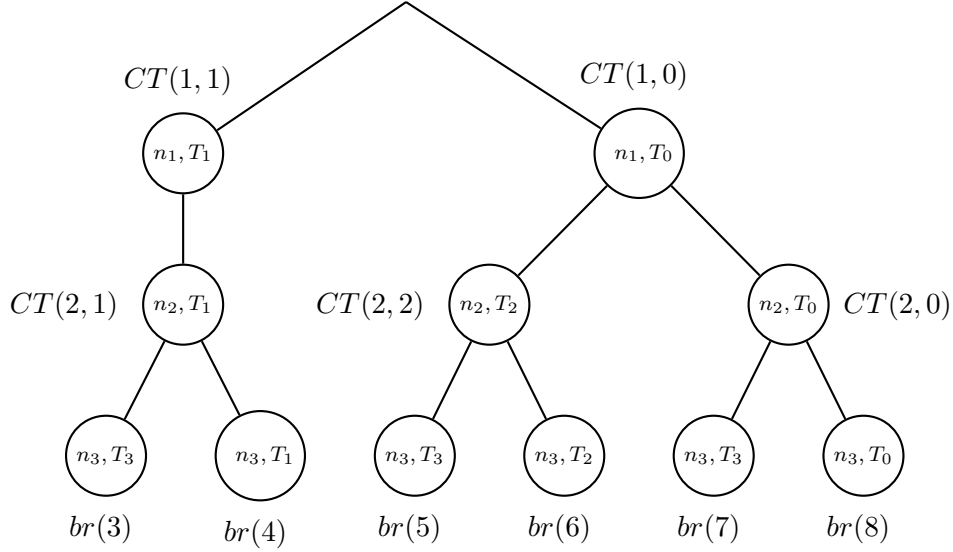 CT(1, 1) CT(1, 0)
n₁, T₁ n₁, T₀
CT(2, 1) n₂, T₁ CT(2, 2) n₂, T₂ n₂, T₀ CT(2, 0)
n₃, T₃ n₃, T₁ n₃, T₃ n₃, T₂ n₃, T₃ n₃, T₀
br(3) br(4) br(5) br(6) br(7) br(8)